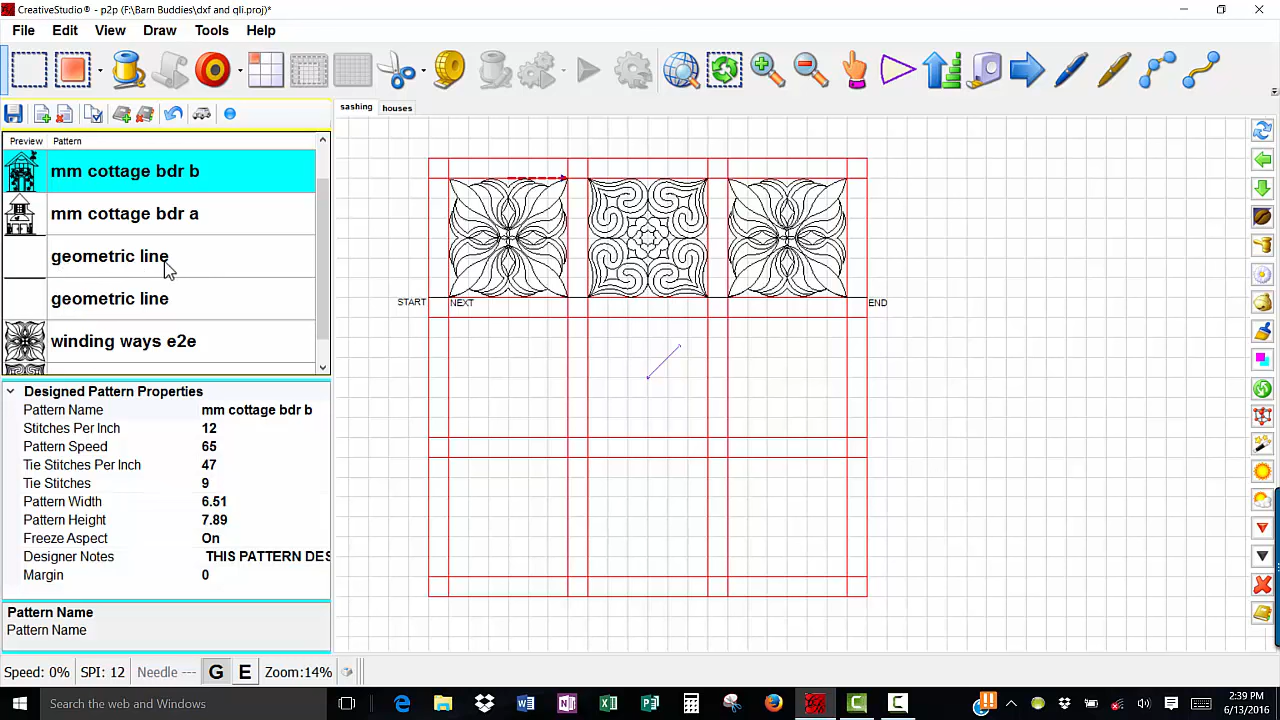 CreativeStudio® - p2p (F:\Barn Buddies\dxf and qli.proj)*
File Edit View Draw Tools Help
sashing houses
Preview Pattern
mm cottage bdr b
mm cottage bdr a
geometric line
geometric line
winding ways e2e
START NEXT END
Designed Pattern Properties
Pattern Name mm cottage bdr b
Stitches Per Inch 12
Pattern Speed 65
Tie Stitches Per Inch 47
Tie Stitches 9
Pattern Width 6.51
Pattern Height 7.89
Freeze Aspect On
Designer Notes THIS PATTERN DES
Margin 0
Pattern Name
Pattern Name
Speed: 0% SPI: 12 Needle --- G E Zoom:14%
Search the web and Windows
2:39 PM
6/13/2016